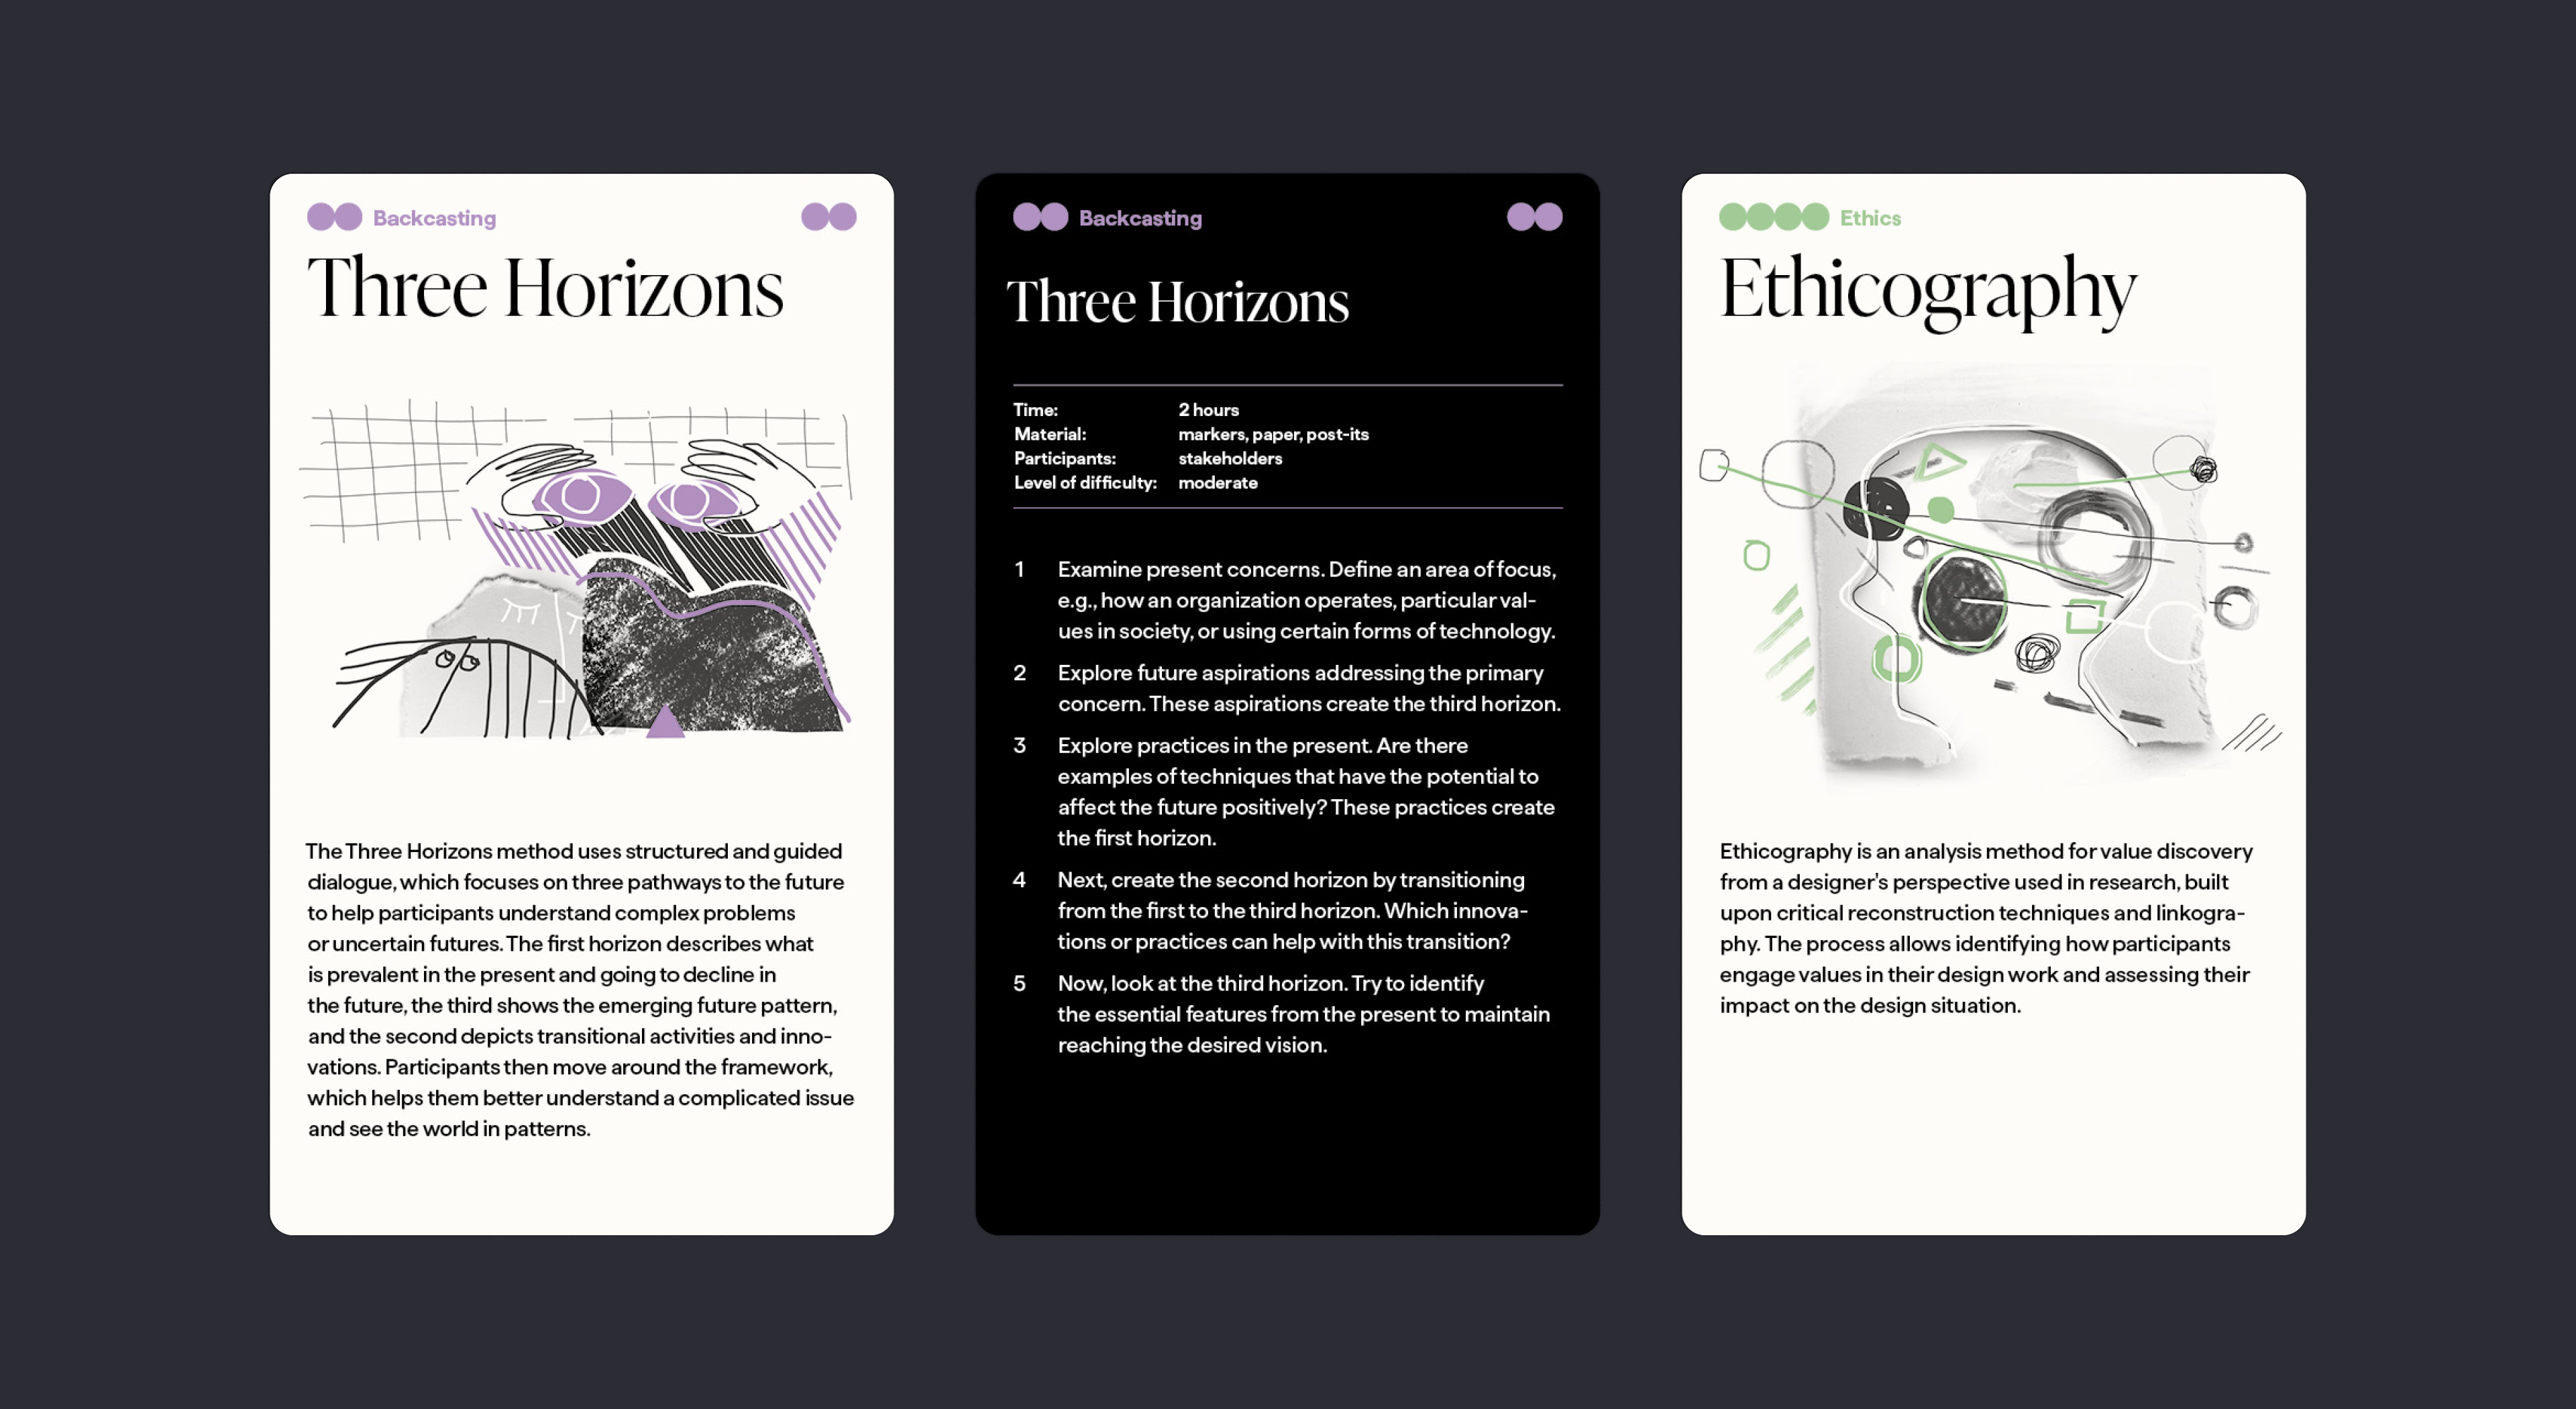 Backcasting
Three Horizons
The Three Horizons method uses structured and guided
dialogue, which focuses on three pathways to the future
to help participants understand complex problems
or uncertain futures. The first horizon describes what
is prevalent in the present and going to decline in
the future, the third shows the emerging future pattern,
and the second depicts transitional activities and inno-
vations. Participants then move around the framework,
which helps them better understand a complicated issue
and see the world in patterns.
Backcasting
Three Horizons
Time: 2 hours
Material: markers, paper, post-its
Participants: stakeholders
Level of difficulty: moderate
1 Examine present concerns. Define an area of focus,
e.g., how an organization operates, particular val-
ues in society, or using certain forms of technology.
2 Explore future aspirations addressing the primary
concern. These aspirations create the third horizon.
3 Explore practices in the present. Are there
examples of techniques that have the potential to
affect the future positively? These practices create
the first horizon.
4 Next, create the second horizon by transitioning
from the first to the third horizon. Which innova-
tions or practices can help with this transition?
5 Now, look at the third horizon. Try to identify
the essential features from the present to maintain
reaching the desired vision.
Ethics
Ethicography
Ethicography is an analysis method for value discovery
from a designer's perspective used in research, built
upon critical reconstruction techniques and linkogra-
phy. The process allows identifying how participants
engage values in their design work and assessing their
impact on the design situation.